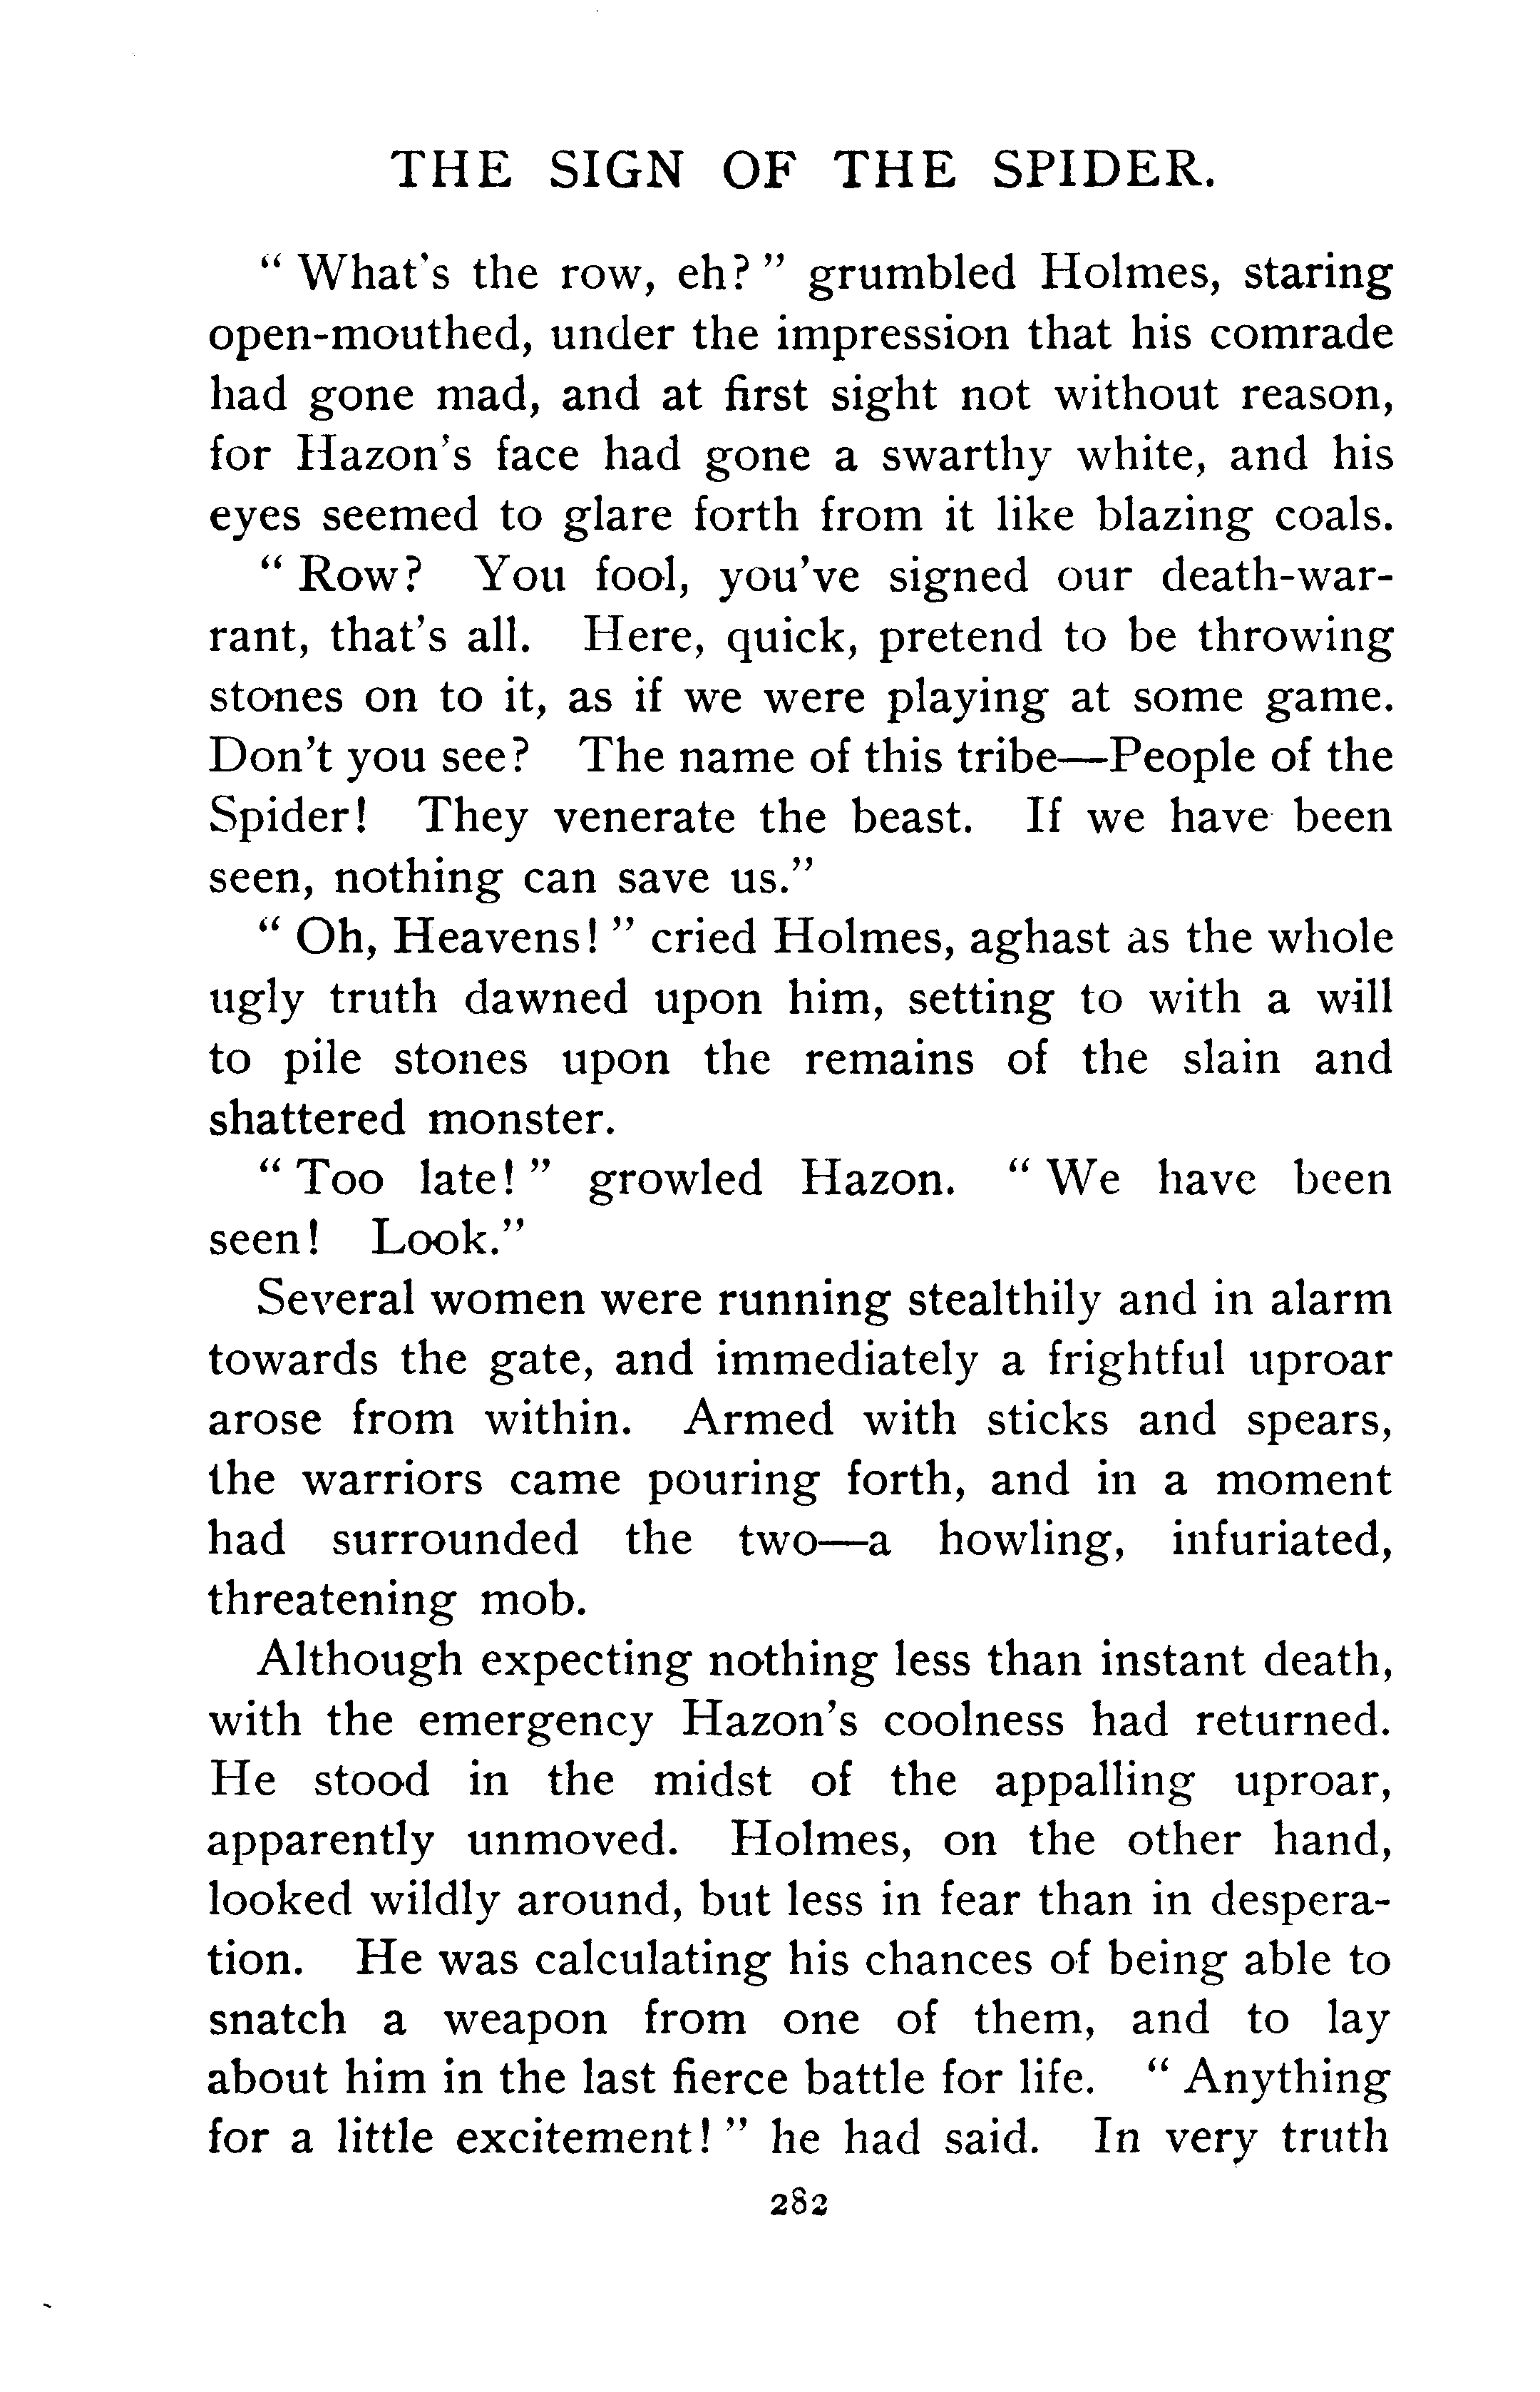 THE SIGN OF THE SPIDER.
" What's the row, eh? " grumbled Holmes, staring
open-mouthed, under the impression that his comrade
had gone mad, and at first sight not without reason,
for Hazon's face had gone a swarthy white, and his
eyes seemed to glare forth from it like blazing coals.
" Row? You fool, you've signed our death-war-
rant, that's all. Here, quick, pretend to be throwing
stones on to it, as if we were playing at some game.
Don't you see? The name of this tribe—People of the
Spider! They venerate the beast. If we have been
seen, nothing can save us."
" Oh, Heavens! " cried Holmes, aghast as the whole
ugly truth dawned upon him, setting to with a will
to pile stones upon the remains of the slain and
shattered monster.
" Too late! " growled Hazon. " We have been
seen! Look."
Several women were running stealthily and in alarm
towards the gate, and immediately a frightful uproar
arose from within. Armed with sticks and spears,
the warriors came pouring forth, and in a moment
had surrounded the two—a howling, infuriated,
threatening mob.
Although expecting nothing less than instant death,
with the emergency Hazon's coolness had returned.
He stood in the midst of the appalling uproar,
apparently unmoved. Holmes, on the other hand,
looked wildly around, but less in fear than in despera-
tion. He was calculating his chances of being able to
snatch a weapon from one of them, and to lay
about him in the last fierce battle for life. " Anything
for a little excitement! " he had said. In very truth
282